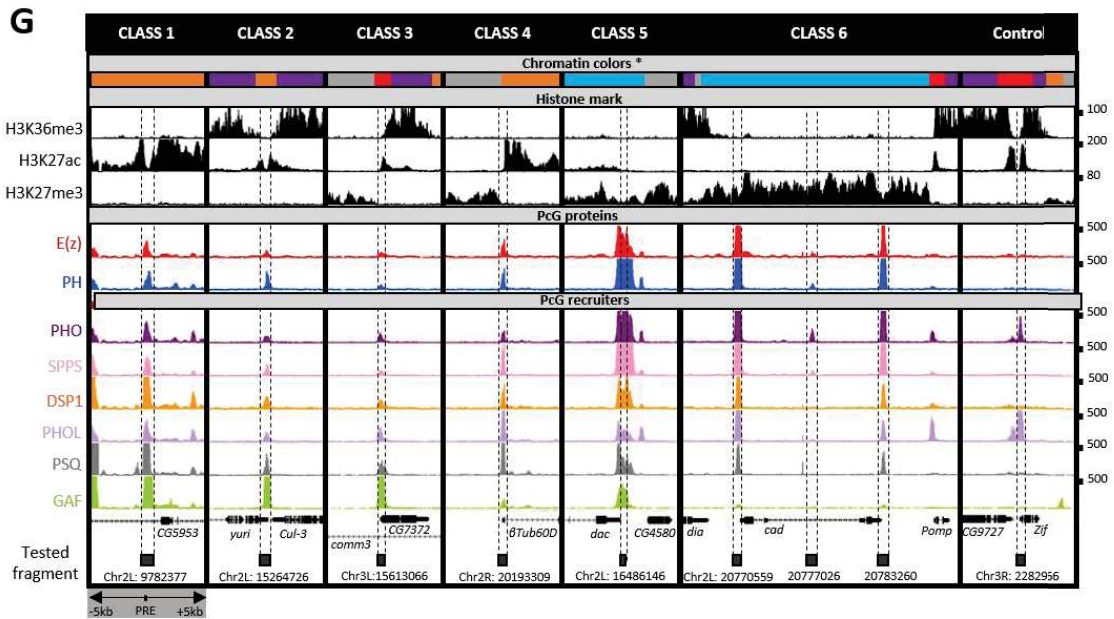 G
CLASS 1 CLASS 2 CLASS 3 CLASS 4 CLASS 5 CLASS 6 Control
Chromatin colors *
Histone mark
H3K36me3 100
H3K27ac 200
H3K27me3 80
PcG proteins
E(z) 500
PH 500
PcG recruiters
PHO 500
SPPS 500
DSP1 500
PHOL 500
PSQ 500
GAF 500
CG5953 yuri Cul-3 comm3 CG7372 βTub60D dac CG4580 dia cad Pomp CG9727 Zif
Tested
fragment
Chr2L: 9782377 Chr2L: 15264726 Chr3L:15613066 Chr2R: 20193309 Chr2L: 16486146 Chr2L: 20770559 20777026 20783260 Chr3R: 2282956
-5kb PRE +5kb